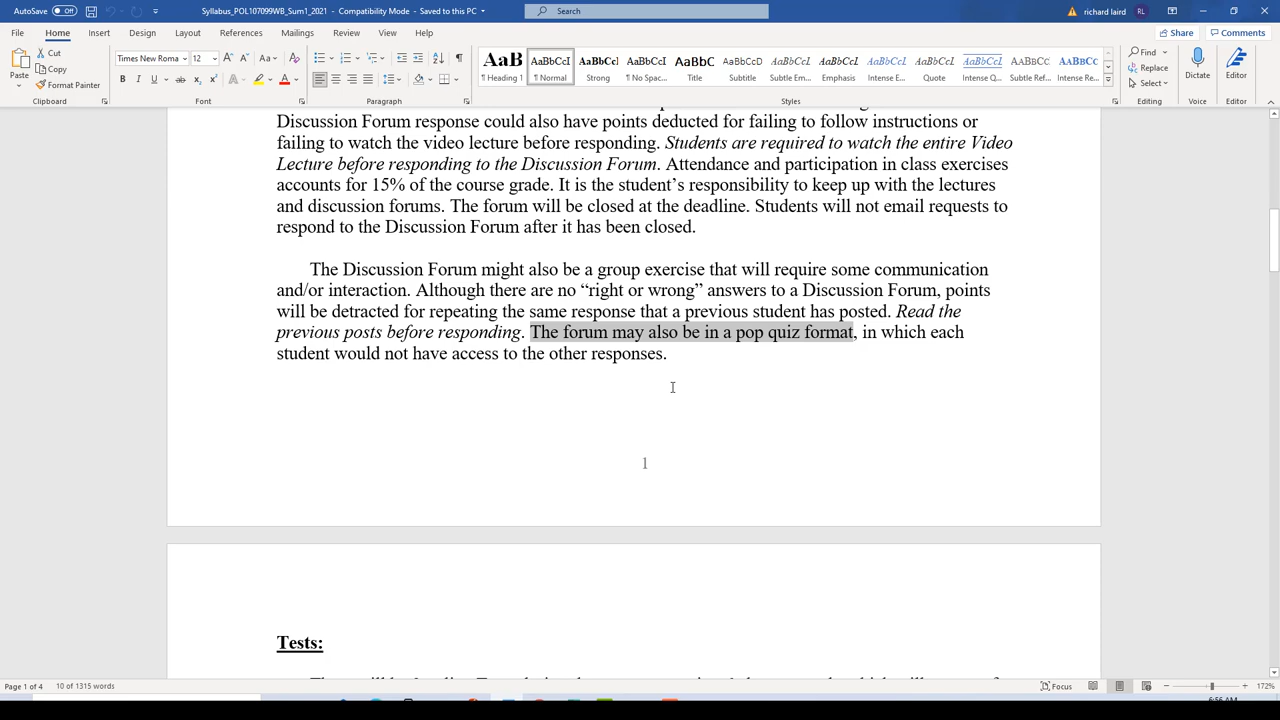 AutoSave Off Syllabus_POL107099WB_Sum1_2021 - Compatibility Mode - Saved to this PC Search richard laird RL
File Home Insert Design Layout References Mailings Review View Help Share Comments
Paste Cut Copy Format Painter Clipboard
Times New Roma 12 Aa B I U ab Font
Paragraph
AaB AaBbCcI AaBbCc AaBbCcI AaBbC AaBbCcD AaBbCcI AaBbCcI AaBbCcI AaBbCcI AaBbCcI AaBbCc AABBCC
¶ Heading 1 ¶ Normal Strong ¶ No Spac... Title Subtitle Subtle Em... Emphasis Intense E... Quote Intense Q... Subtle Ref... Intense Re...
Styles
Find Replace Select Editing
Dictate Voice
Editor Editor
Discussion Forum response could also have points deducted for failing to follow instructions or
failing to watch the video lecture before responding. Students are required to watch the entire Video
Lecture before responding to the Discussion Forum. Attendance and participation in class exercises
accounts for 15% of the course grade. It is the student’s responsibility to keep up with the lectures
and discussion forums. The forum will be closed at the deadline. Students will not email requests to
respond to the Discussion Forum after it has been closed.
The Discussion Forum might also be a group exercise that will require some communication
and/or interaction. Although there are no “right or wrong” answers to a Discussion Forum, points
will be detracted for repeating the same response that a previous student has posted. Read the
previous posts before responding. The forum may also be in a pop quiz format, in which each
student would not have access to the other responses.
1
Tests:
Page 1 of 4 10 of 1315 words Focus 172%
6:56 AM